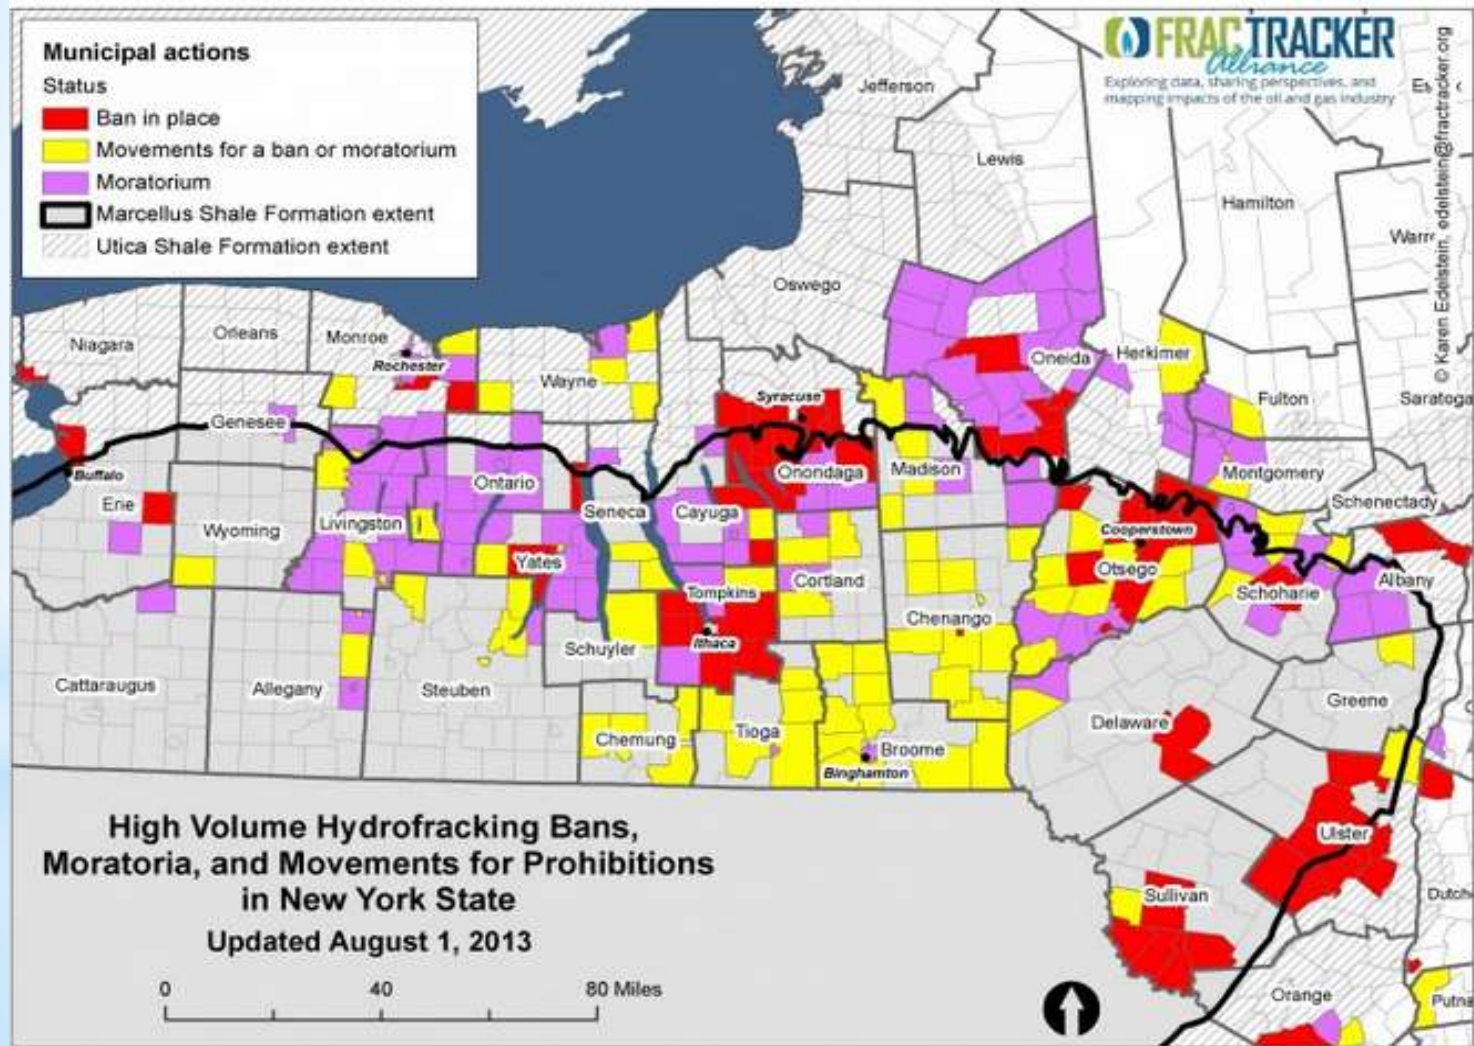 Municipal actions
Status
Ban in place
Movements for a ban or moratorium
Moratorium
Marcellus Shale Formation extent
Utica Shale Formation extent
FRACTRACKER
Alliance
Exploring data, sharing perspectives, and
mapping impacts of the oil and gas industry
© Karen Edelstein, edelstein@fractracker.org
Jefferson
Lewis
Hamilton
Warr
Oswego
Niagara
Orleans
Monroe
Rochester
Wayne
Oneida
Herkimer
Fulton
Saratoga
Syracuse
Genesee
Buffalo
Erie
Wyoming
Livingston
Ontario
Seneca
Cayuga
Onondaga
Madison
Montgomery
Schenectady
Cooperstown
Otsego
Schoharie
Albany
Yates
Tompkins
Cortland
Chenango
Ithaca
Schuyler
Cattaraugus
Allegany
Steuben
Chemung
Tioga
Broome
Binghamton
Delaware
Greene
Ulster
Sullivan
Dutch
Orange
Putna
High Volume Hydrofracking Bans,
Moratoria, and Movements for Prohibitions
in New York State
Updated August 1, 2013
0 40 80 Miles